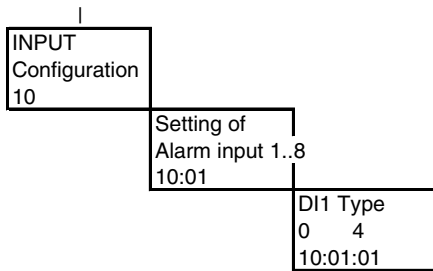 INPUT
Configuration
10
Setting of
Alarm input 1..8
10:01
DI1 Type
0 4
10:01:01